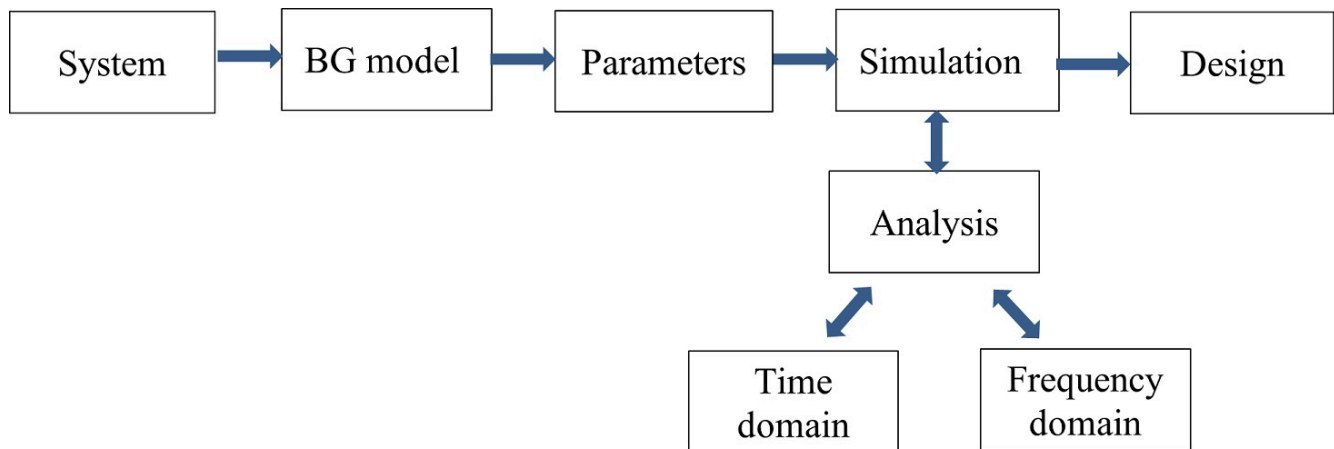 System
BG model
Parameters
Simulation
Design
Analysis
Time
domain
Frequency
domain